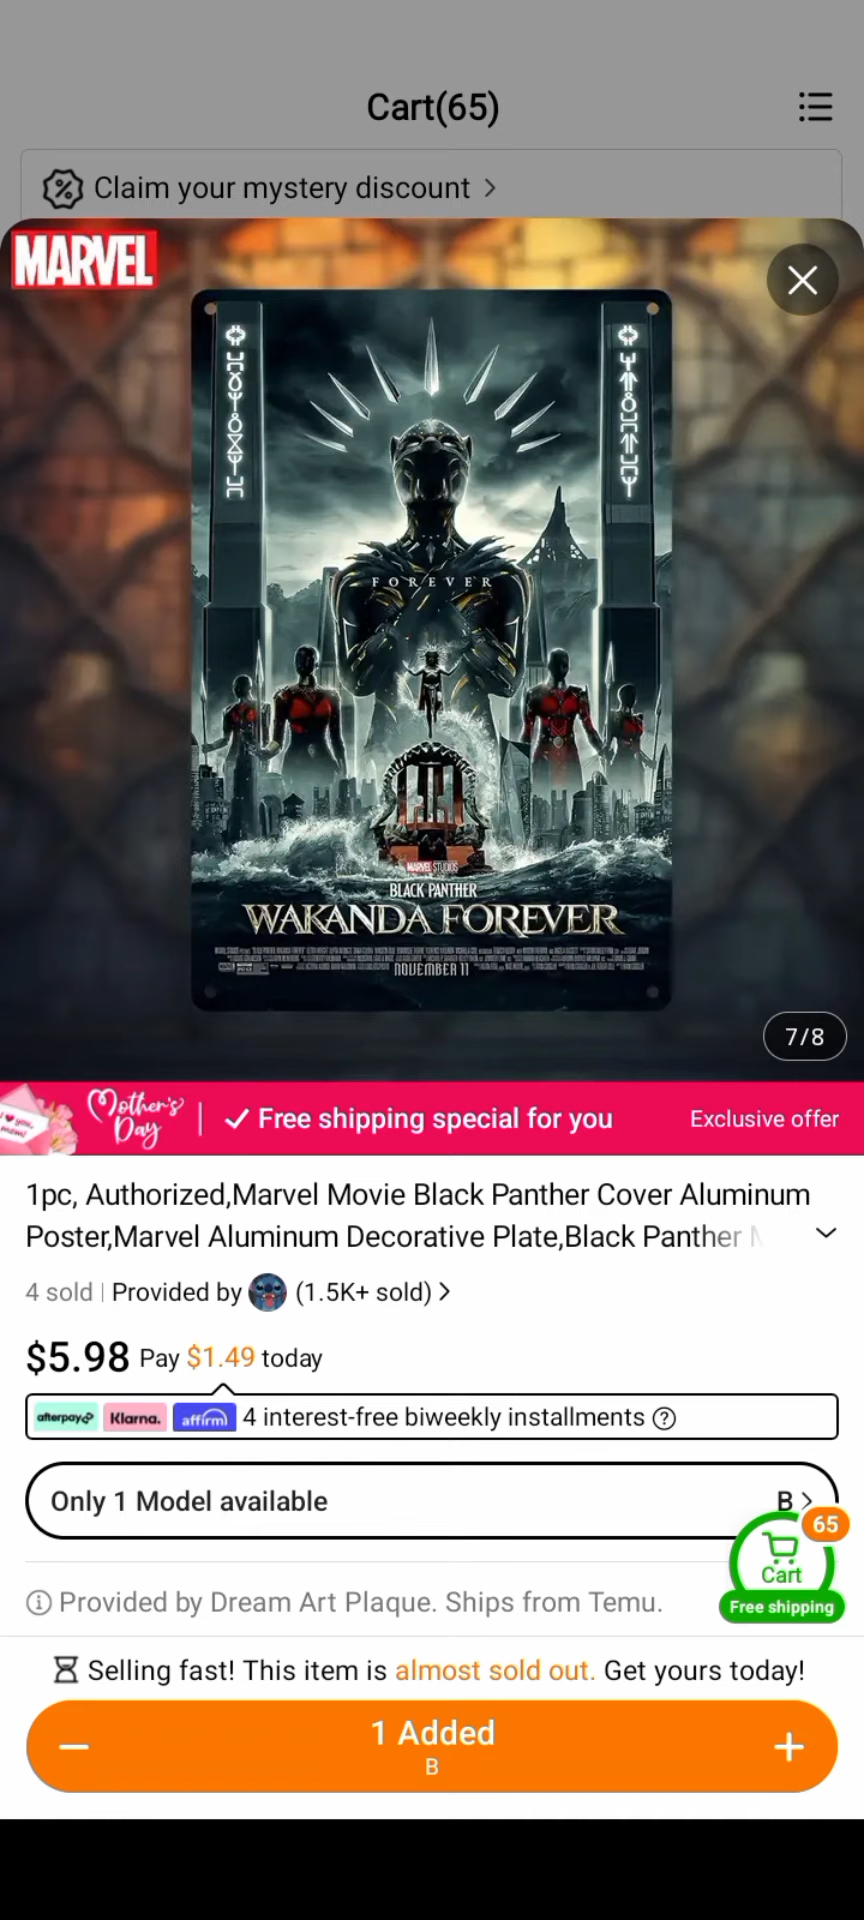 Cart(65)
Claim your mystery discount >
MARVEL
FOREVER
MARVEL STUDIOS
BLACK PANTHER
WAKANDA FOREVER
NOVEMBER 11
7/8
I ♥ you, mom!
Mother's Day | ✓ Free shipping special for you Exclusive offer
1pc, Authorized,Marvel Movie Black Panther Cover Aluminum
Poster,Marvel Aluminum Decorative Plate,Black Panther
4 sold | Provided by (1.5K+ sold) >
$5.98 Pay $1.49 today
afterpay Klarna. affirm 4 interest-free biweekly installments ?
Only 1 Model available B >
65
Cart
Free shipping
Provided by Dream Art Plaque. Ships from Temu.
Selling fast! This item is almost sold out. Get yours today!
− 1 Added +
B